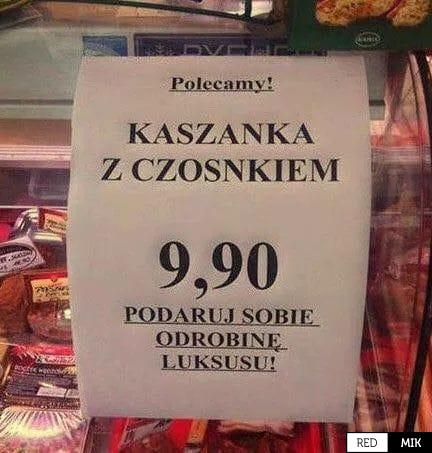 Polecamy!
KASZANKA
Z CZOSNKIEM
9,90
PODARUJ SOBIE
ODROBINĘ
LUKSUSU!
RED MIK